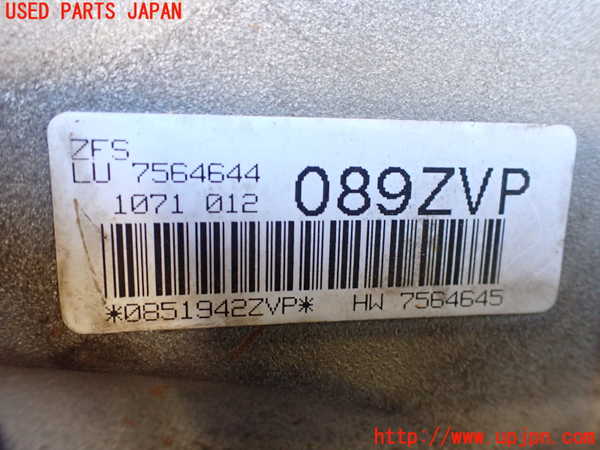 USED PARTS JAPAN
ZFS
LU 7564644
1071 012
089ZVP
*0851942ZVP*
HW 7564645
http://www.upjpn.com/